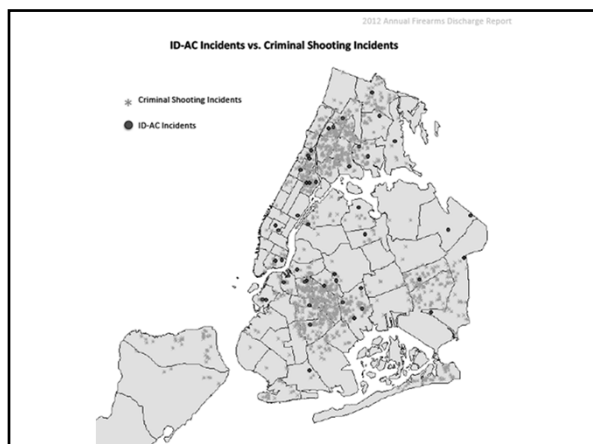 2012 Annual Firearms Discharge Report
ID-AC Incidents vs. Criminal Shooting Incidents
Criminal Shooting Incidents
ID-AC Incidents